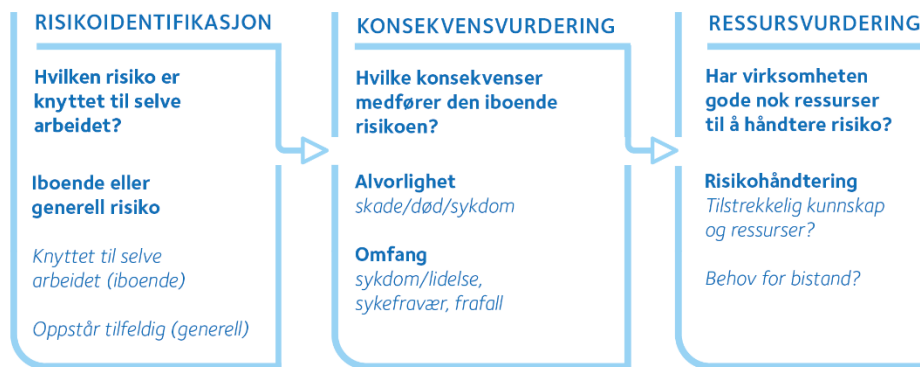 RISIKOIDENTIFIKASJON
Hvilken risiko er
knyttet til selve
arbeidet?
Iboende eller
generell risiko
Knyttet til selve
arbeidet (iboende)
Oppstår tilfeldig (generell)
KONSEKVENSVURDERING
Hvilke konsekvenser
medfører den iboende
risikoen?
Alvorlighet
skade/død/sykdom
Omfang
sykdom/lidelse,
sykefravær, frafall
RESSURSVURDERING
Har virksomheten
gode nok ressurser
til å håndtere risiko?
Risikohåndtering
Tilstrekkelig kunnskap
og ressurser?
Behov for bistand?